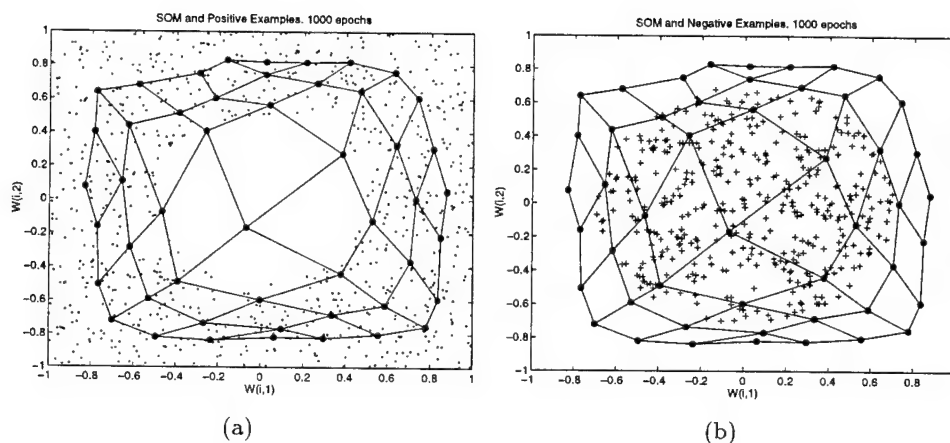 SOM and Positive Examples. 1000 epochs
1
0.8
0.6
0.4
0.2
0
−0.2
−0.4
−0.6
−0.8
−1
W(i,2)
−1 −0.8 −0.6 −0.4 −0.2 0 0.2 0.4 0.6 0.8 1
W(i,1)
(a)
SOM and Negative Examples. 1000 epochs
1
0.8
0.6
0.4
0.2
0
−0.2
−0.4
−0.6
−0.8
−1
W(i,2)
−1 −0.8 −0.6 −0.4 −0.2 0 0.2 0.4 0.6 0.8
W(i,1)
(b)